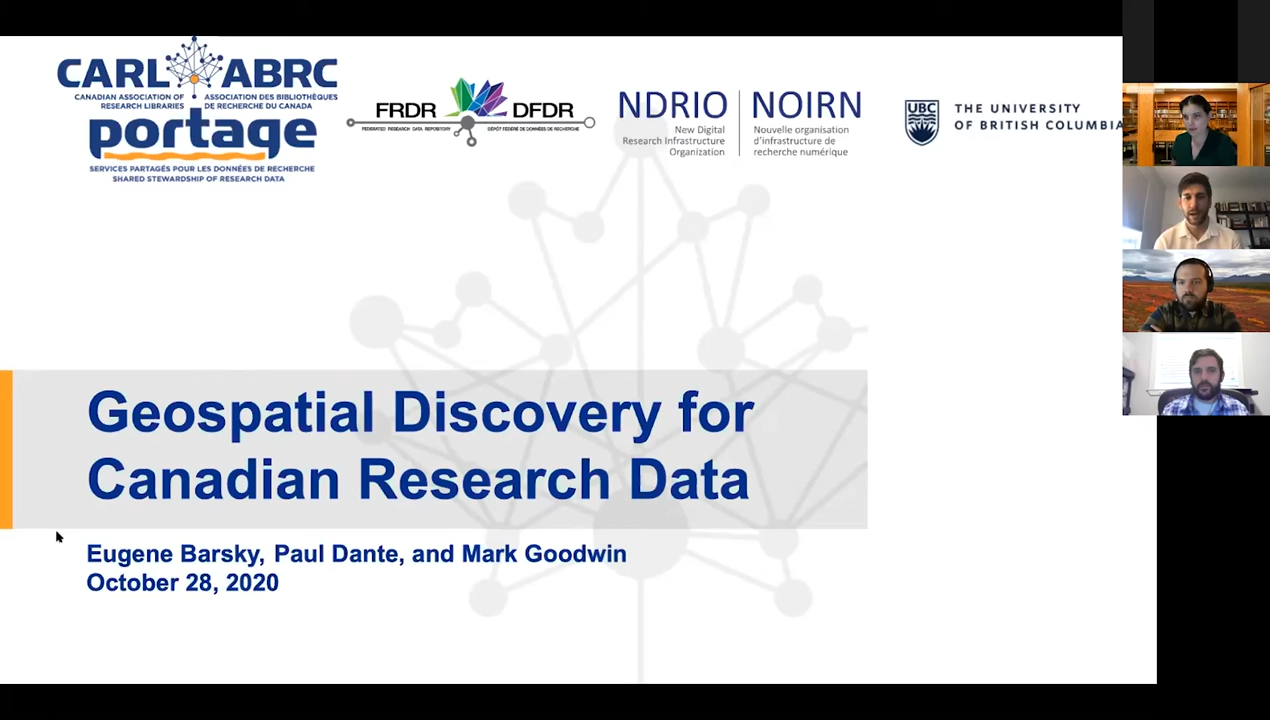 CARL ABRC
CANADIAN ASSOCIATION OF RESEARCH LIBRARIES
ASSOCIATION DES BIBLIOTHÈQUES DE RECHERCHE DU CANADA
portage
SERVICES PARTAGÉS POUR LES DONNÉES DE RECHERCHE
SHARED STEWARDSHIP OF RESEARCH DATA
FRDR DFDR
FEDERATED RESEARCH DATA REPOSITORY
DÉPÔT FÉDÉRÉ DE DONNÉES DE RECHERCHE
NDRIO NOIRN
New Digital
Research Infrastructure
Organization
Nouvelle organisation
d'infrastructure de
recherche numérique
UBC
THE UNIVERSITY
OF BRITISH COLUMBIA
Geospatial Discovery for
Canadian Research Data
Eugene Barsky, Paul Dante, and Mark Goodwin
October 28, 2020